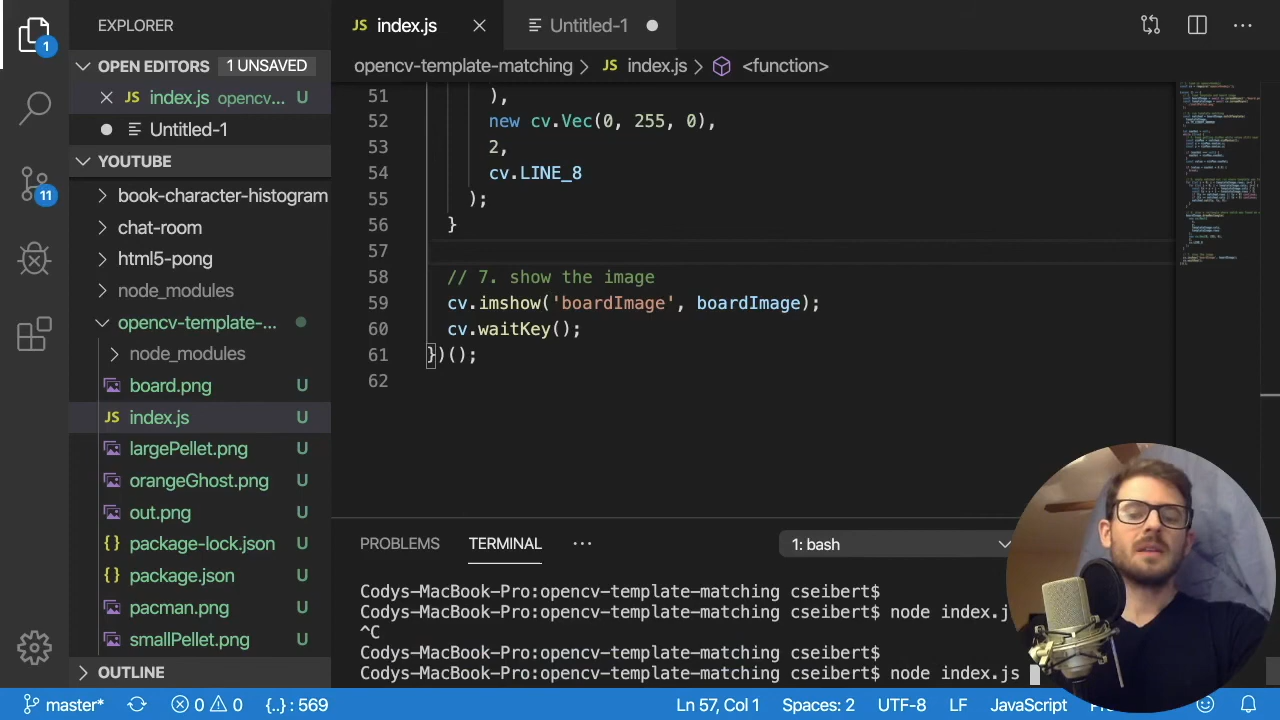 EXPLORER
OPEN EDITORS 1 UNSAVED
JS index.js opencv... U
Untitled-1
YOUTUBE
book-character-histogram
chat-room
html5-pong
node_modules
opencv-template-...
node_modules
board.png U
JS index.js U
largePellet.png U
orangeGhost.png U
out.png U
{} package-lock.json U
{} package.json U
pacman.png U
smallPellet.png U
OUTLINE
1
11
JS index.js
Untitled-1
opencv-template-matching > JS index.js > <function>
51 ),
52 new cv.Vec(0, 255, 0),
53 2,
54 cv.LINE_8
55 );
56 }
57
58 // 7. show the image
59 cv.imshow('boardImage', boardImage);
60 cv.waitKey();
61 })();
62
PROBLEMS TERMINAL ... 1: bash
Codys-MacBook-Pro:opencv-template-matching cseibert$
Codys-MacBook-Pro:opencv-template-matching cseibert$ node index.j
^C
Codys-MacBook-Pro:opencv-template-matching cseibert$
Codys-MacBook-Pro:opencv-template-matching cseibert$ node index.js
master* 0 0 {..} : 569 Ln 57, Col 1 Spaces: 2 UTF-8 LF JavaScript